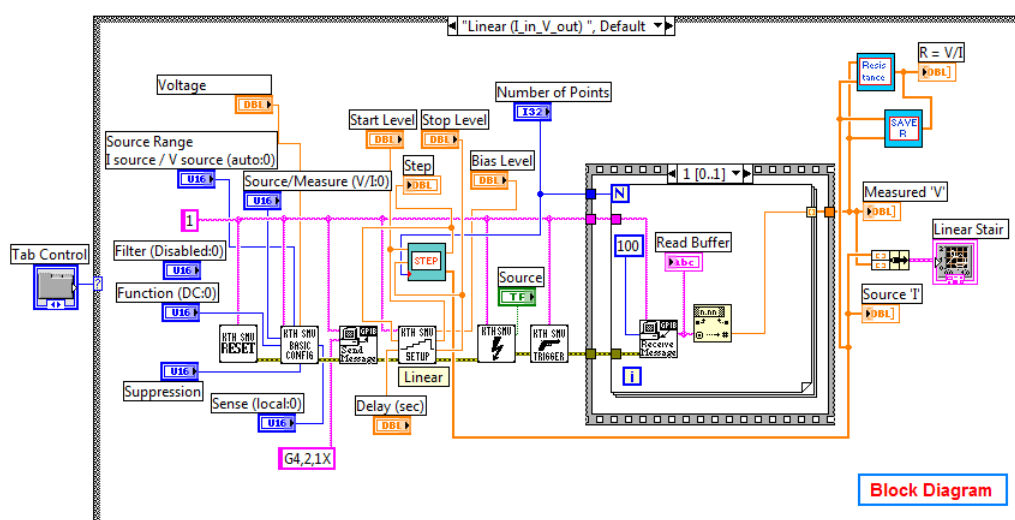 "Linear (I_in_V_out) ", Default
R = V/I
DBL
Resis
tance
Voltage
DBL
Number of Points
I32
Start Level
DBL
Stop Level
DBL
SAVE
R
Source Range
I source / V source (auto:0)
U16
Step
DBL
Bias Level
DBL
1 [0..1]
Source/Measure (V/I:0)
U16
N
Measured 'V'
DBL
1
100
Read Buffer
abc
Linear Stair
Tab Control
Filter (Disabled:0)
U16
STEP
Source
TF
Source 'I'
DBL
Function (DC:0)
U16
n.nn
KTH SMU
RESET
KTH SMU
BASIC
CONFIG
GPIB
Send
Message
KTH SMU
SETUP
KTH SMU
KTH SMU
TRIGGER
GPIB
Receive
Message
i
U16
Suppression
Linear
Sense (local:0)
U16
Delay (sec)
DBL
G4,2,1X
Block Diagram